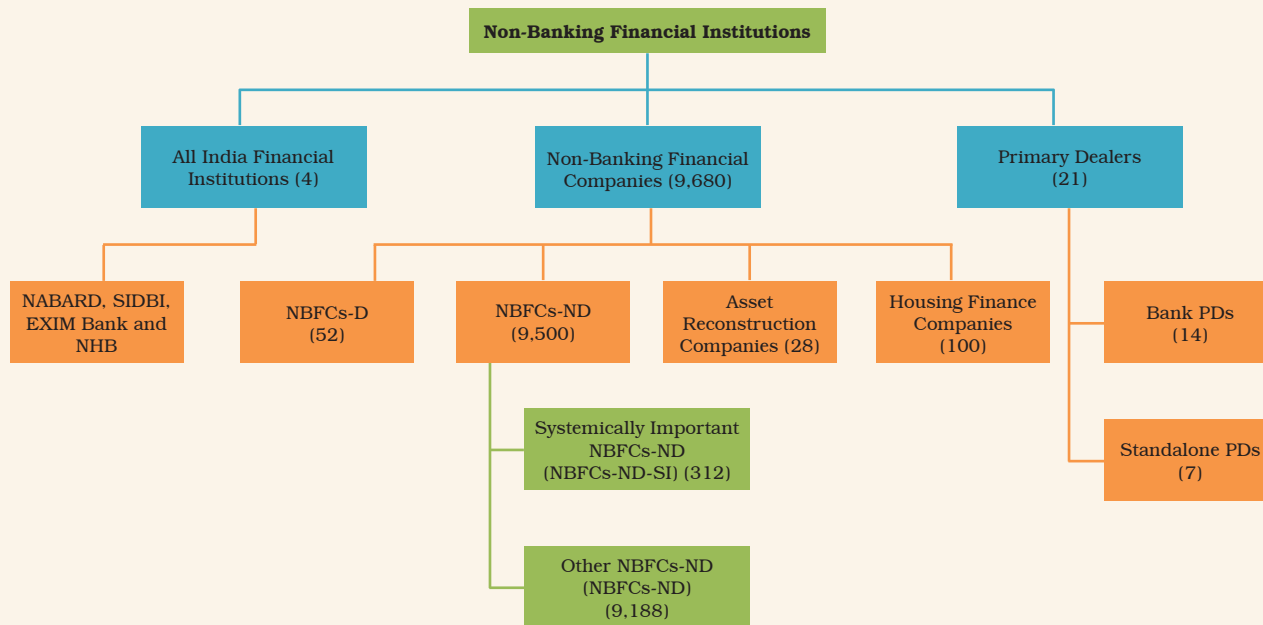 Non-Banking Financial Institutions
All India Financial
Institutions (4)
Non-Banking Financial
Companies (9,680)
Primary Dealers
(21)
NABARD, SIDBI,
EXIM Bank and
NHB
NBFCs-D
(52)
NBFCs-ND
(9,500)
Asset
Reconstruction
Companies (28)
Housing Finance
Companies
(100)
Bank PDs
(14)
Systemically Important
NBFCs-ND
(NBFCs-ND-SI) (312)
Standalone PDs
(7)
Other NBFCs-ND
(NBFCs-ND)
(9,188)